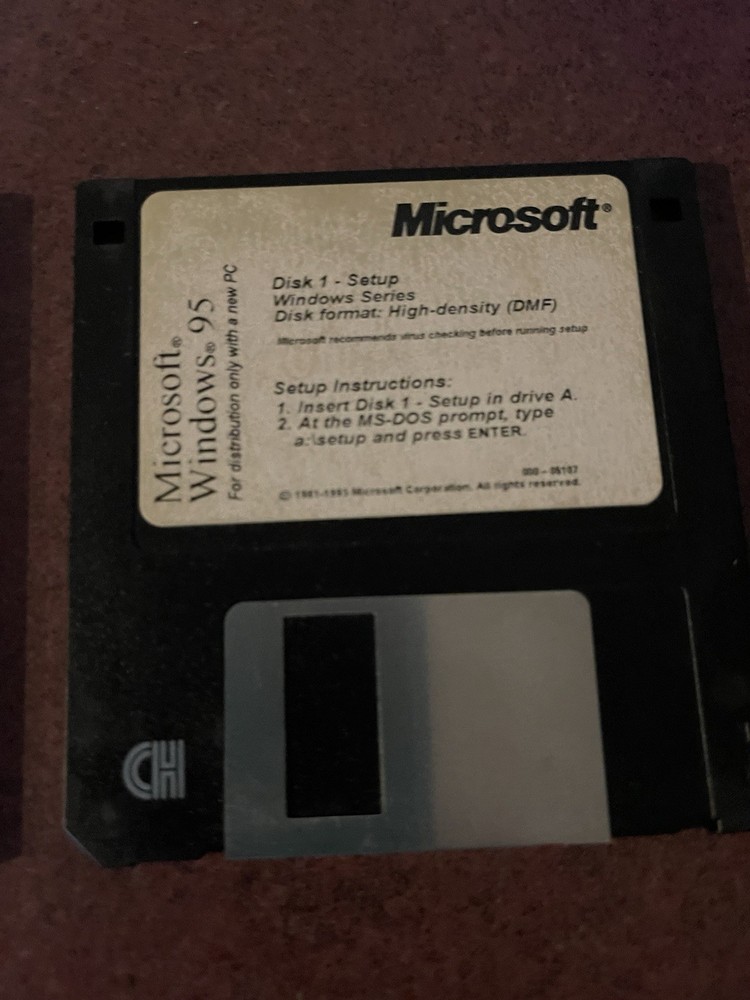 Microsoft®
Disk 1 - Setup
Windows Series
Disk format: High-density (DMF)
Microsoft recommends virus checking before running setup
Setup Instructions:
1. Insert Disk 1 - Setup in drive A.
2. At the MS-DOS prompt, type
a:\setup and press ENTER.
© 1981-1995 Microsoft Corporation. All rights reserved.
Microsoft®
Windows® 95
For distribution only with a new PC